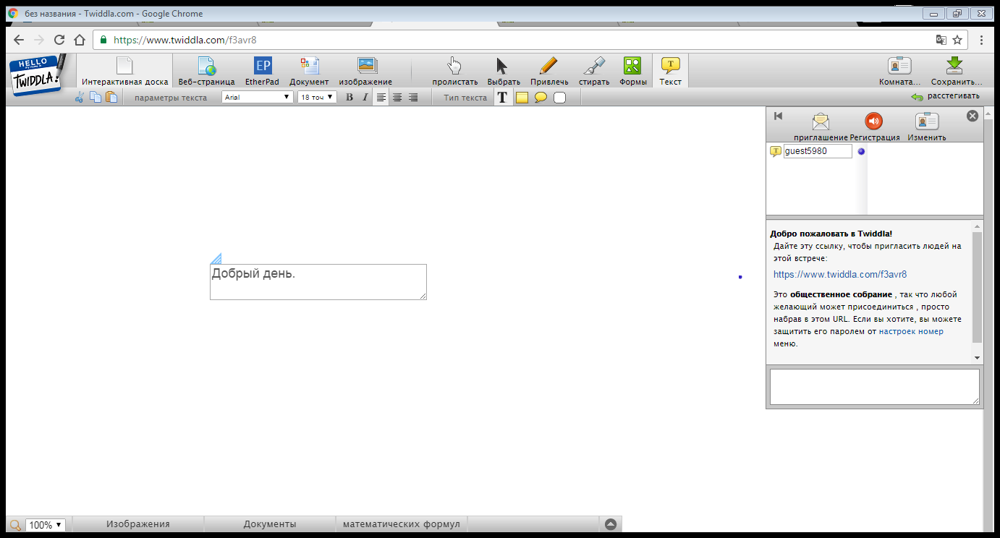 без названия - Twiddla.com - Google Chrome
https://www.twiddla.com/f3avr8
HELLO
my name is
TWIDDLA!
Интерактивная доска Веб-страница EtherPad Документ изображение пролистать Выбрать Привлечь стирать Формы Текст Комната... Сохранить...
EP
T
параметры текста Arial 18 точ B I Тип текста T расстегивать
приглашение Регистрация Изменить
T guest5980
Добро пожаловать в Twiddla!
Дайте эту ссылку, чтобы пригласить людей на
этой встрече:
https://www.twiddla.com/f3avr8
Это общественное собрание , так что любой
желающий может присоединиться , просто
набрав в этом URL. Если вы хотите, вы можете
защитить его паролем от настроек номер
меню.
Добрый день.
100% Изображения Документы математических формул